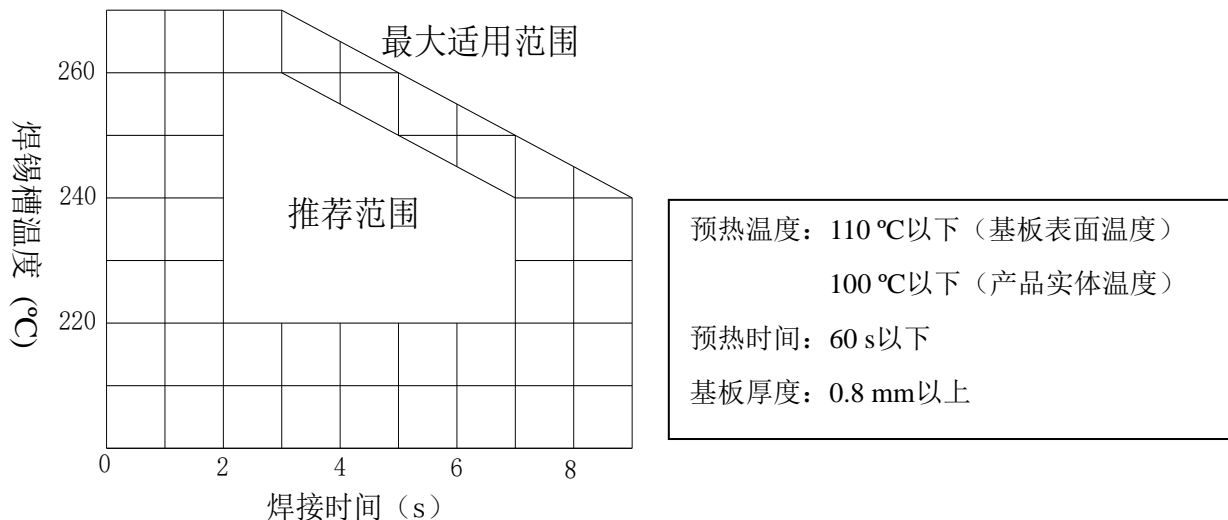 最大适用范围
260
焊锡槽温度 (℃)
240
推荐范围
220
0 2 4 6 8
焊接时间（s）
预热温度：110 ℃以下（基板表面温度）
100 ℃以下（产品实体温度）
预热时间：60 s以下
基板厚度：0.8 mm以上